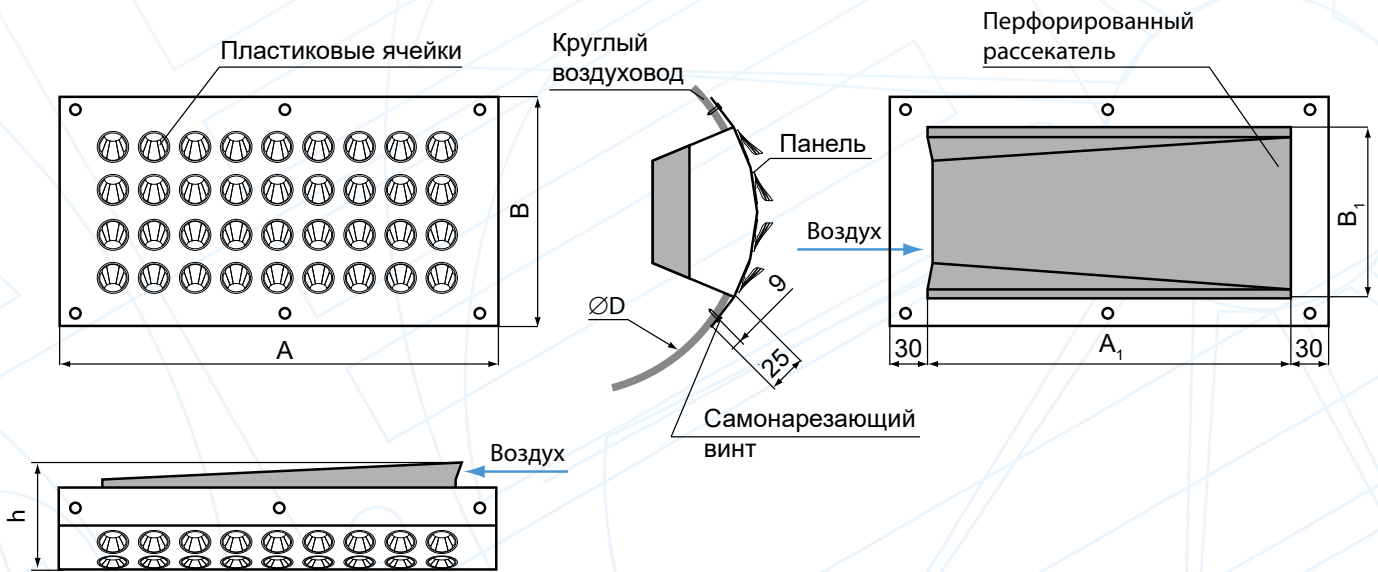 Пластиковые ячейки
B
A
Круглый
воздуховод
Панель
∅D
9
25
Самонарезающий
винт
Перфорированный
рассекатель
Воздух
B₁
30
A₁
30
Воздух
h